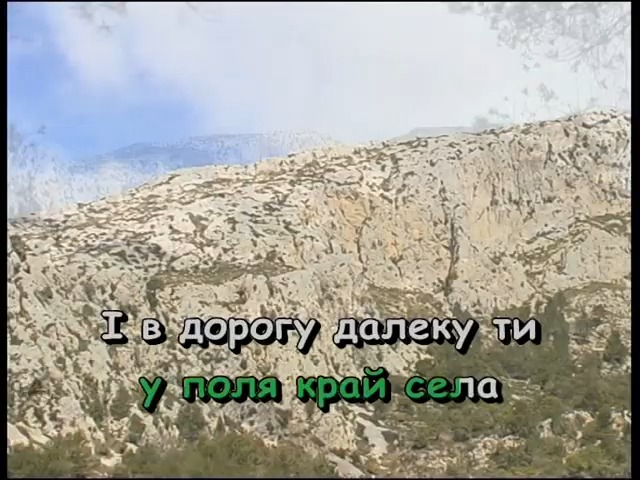 І в дорогу далеку ти
у поля край села